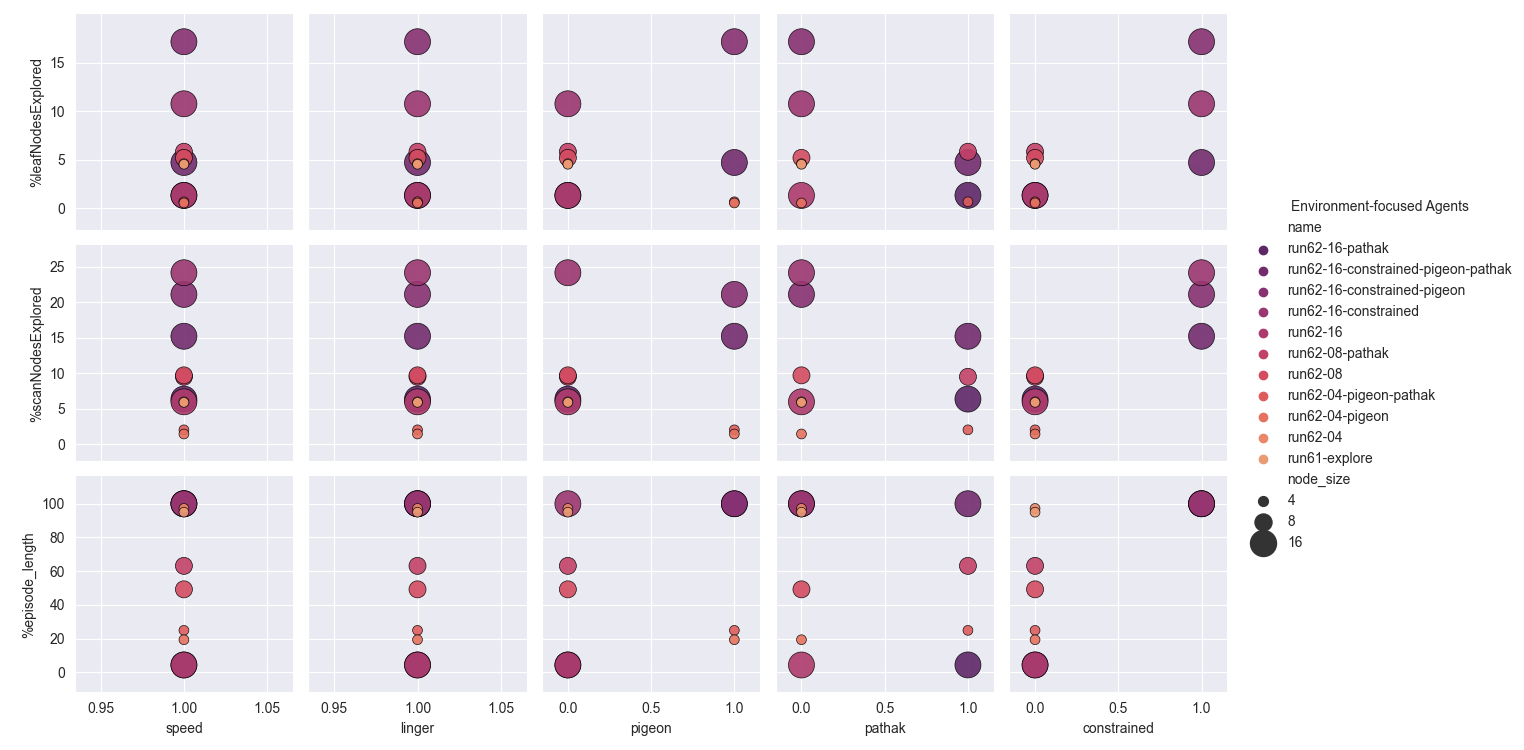 %leafNodesExplored
15
10
5
0
%scanNodesExplored
25
20
15
10
5
0
%episode_length
100
80
60
40
20
0
0.95 1.00 1.05
speed
0.95 1.00 1.05
linger
0.0 0.5 1.0
pigeon
0.0 0.5 1.0
pathak
0.0 0.5 1.0
constrained
Environment-focused Agents
name
run62-16-pathak
run62-16-constrained-pigeon-pathak
run62-16-constrained-pigeon
run62-16-constrained
run62-16
run62-08-pathak
run62-08
run62-04-pigeon-pathak
run62-04-pigeon
run62-04
run61-explore
node_size
4
8
16